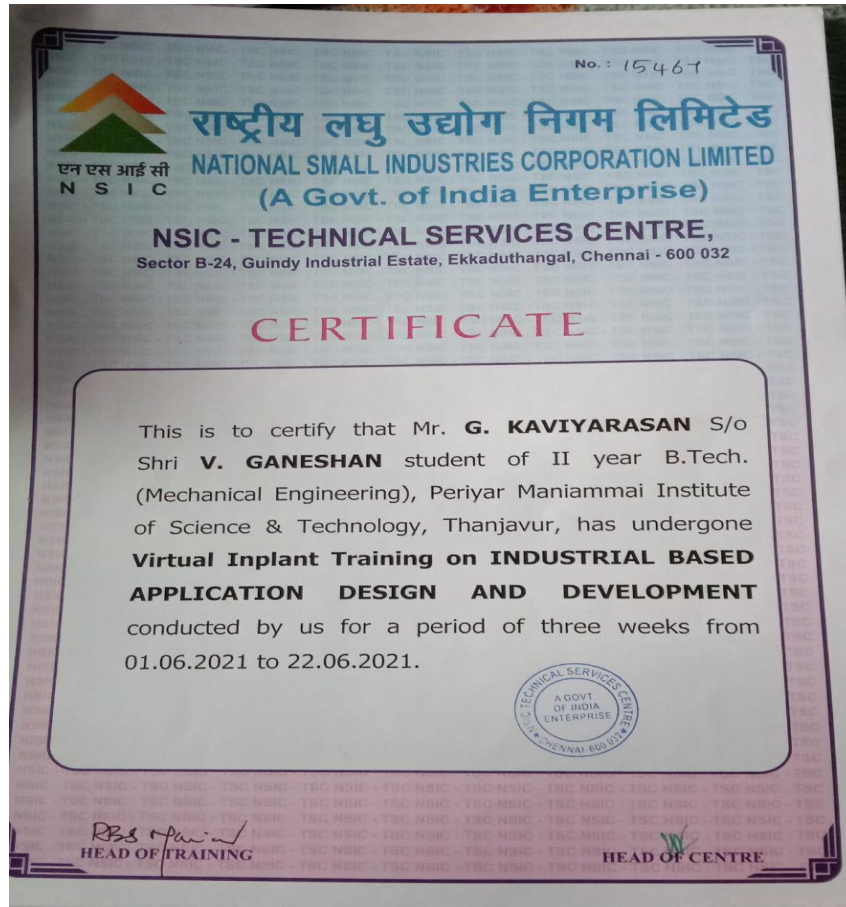 No.: 15467
राष्ट्रीय लघु उद्योग निगम लिमिटेड
NATIONAL SMALL INDUSTRIES CORPORATION LIMITED
(A Govt. of India Enterprise)
एन एस आई सी
N S I C
NSIC - TECHNICAL SERVICES CENTRE,
Sector B-24, Guindy Industrial Estate, Ekkaduthangal, Chennai - 600 032
CERTIFICATE
This is to certify that Mr. G. KAVIYARASAN S/o
Shri V. GANESHAN student of II year B.Tech.
(Mechanical Engineering), Periyar Maniammai Institute
of Science & Technology, Thanjavur, has undergone
Virtual Inplant Training on INDUSTRIAL BASED
APPLICATION DESIGN AND DEVELOPMENT
conducted by us for a period of three weeks from
01.06.2021 to 22.06.2021.
NSIC TECHNICAL SERVICES CENTRE
A GOVT
OF INDIA
ENTERPRISE
CHENNAI-600 032
HEAD OF TRAINING
HEAD OF CENTRE